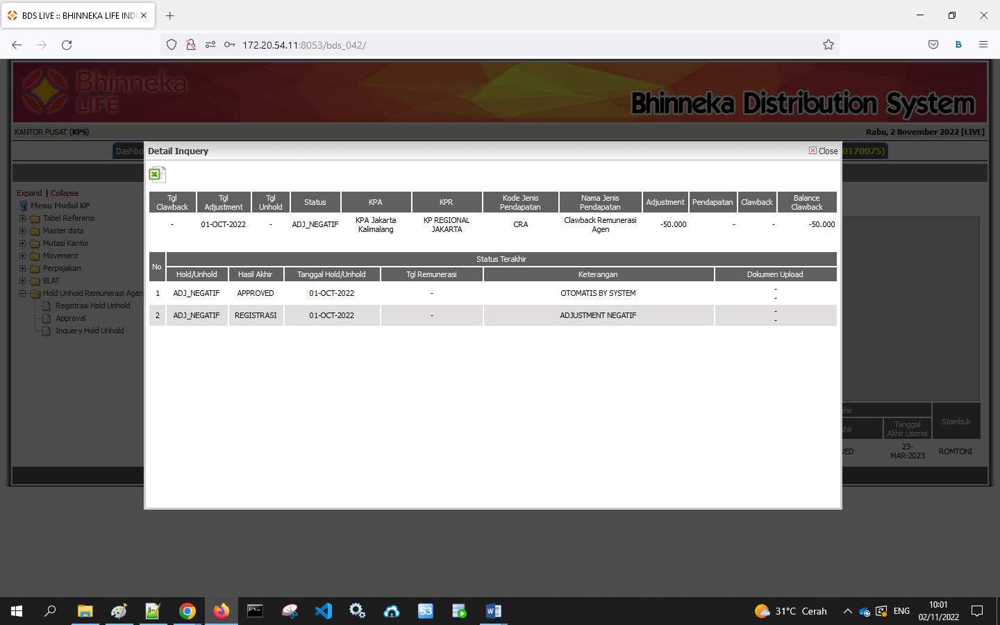 BDS LIVE :: BHINNEKA LIFE INDO
172.20.54.11:8053/bds_042/
Bhinneka
LIFE
Bhinneka Distribution System
KANTOR PUSAT (KPS)
Rabu, 2 November 2022 [LIVE]
Dashbo
0170075)
Detail Inquery
Close
Expand | Collapse
Menu Modul KP
Tabel Referensi
Master data
Mutasi Kantor
Movement
Perpajakan
BLAT
Hold Unhold Remunerasi Agen
Registrasi Hold Unhold
Approval
Inquery Hold Unhold
Tgl Clawback Tgl Adjustment Tgl Unhold Status KPA KPR Kode Jenis Pendapatan Nama Jenis Pendapatan Adjustment Pendapatan Clawback Balance Clawback
- 01-OCT-2022 - ADJ_NEGATIF KPA Jakarta Kalimalang KP REGIONAL JAKARTA CRA Clawback Remunerasi Agen -50.000 - - -50.000
No Status Terakhir
Hold/Unhold Hasil Akhir Tanggal Hold/Unhold Tgl Remunerasi Keterangan Dokumen Upload
1 ADJ_NEGATIF APPROVED 01-OCT-2022 - OTOMATIS BY SYSTEM -
-
2 ADJ_NEGATIF REGISTRASI 01-OCT-2022 - ADJUSTMENT NEGATIF -
-
khir
Stambuk
hir
Tanggal Akhir Lisensi
VED
23-MAR-2023
ROMTONI
31°C Cerah
ENG
10:01
02/11/2022